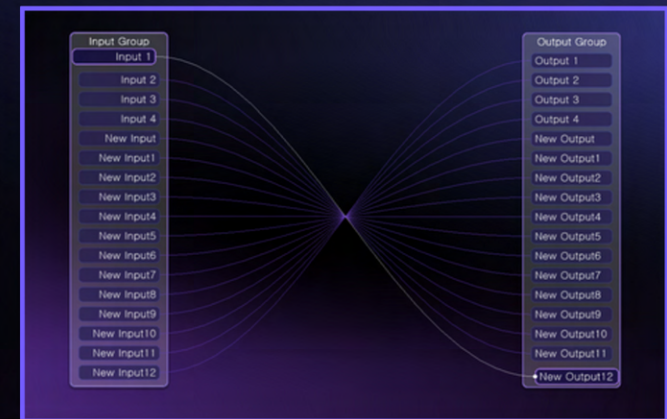 Input Group
Input 1
Input 2
Input 3
Input 4
New Input
New Input1
New Input2
New Input3
New Input4
New Input5
New Input6
New Input7
New Input8
New Input9
New Input10
New Input11
New Input12
Output Group
Output 1
Output 2
Output 3
Output 4
New Output
New Output1
New Output2
New Output3
New Output4
New Output5
New Output6
New Output7
New Output8
New Output9
New Output10
New Output11
New Output12